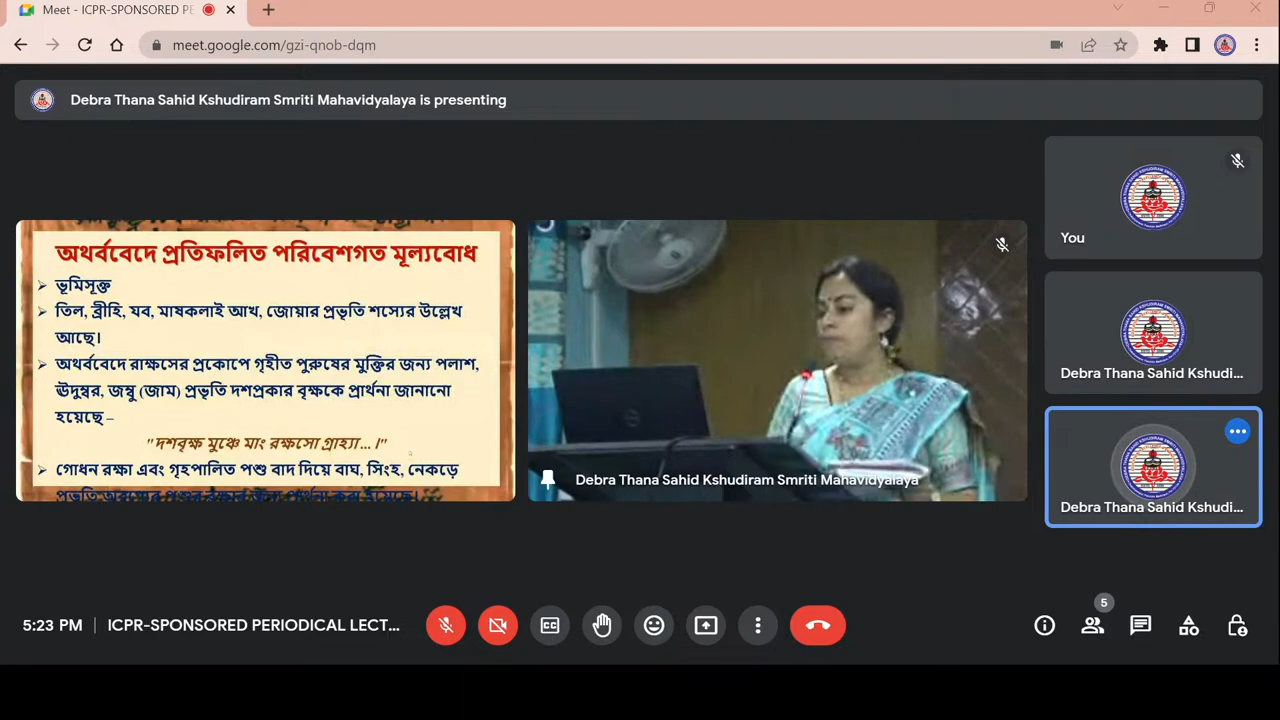 Meet - ICPR-SPONSORED PE
meet.google.com/gzi-qnob-dqm
Debra Thana Sahid Kshudiram Smriti Mahavidyalaya is presenting
অথর্ববেদে প্রতিফলিত পরিবেশগত মূল্যবোধ
ভূমিসূক্ত
তিল, ব্রীহি, যব, মাষকলাই আখ, জোয়ার প্রভৃতি শস্যের উল্লেখ
আছে।
অথর্ববেদে রাক্ষসের প্রকোপে গৃহীত পুরুষের মুক্তির জন্য পলাশ,
ঊদুম্বর, জম্বু (জাম) প্রভৃতি দশপ্রকার বৃক্ষকে প্রার্থনা জানানো
হয়েছে –
"দশবৃক্ষ মুঞ্চে মাং রক্ষসো গ্রাহ্যা... ।"
গোধন রক্ষা এবং গৃহপালিত পশু বাদ দিয়ে বাঘ, সিংহ, নেকড়ে
Debra Thana Sahid Kshudiram Smriti Mahavidyalaya
You
Debra Thana Sahid Kshudi...
Debra Thana Sahid Kshudi...
5:23 PM | ICPR-SPONSORED PERIODICAL LECT...
5